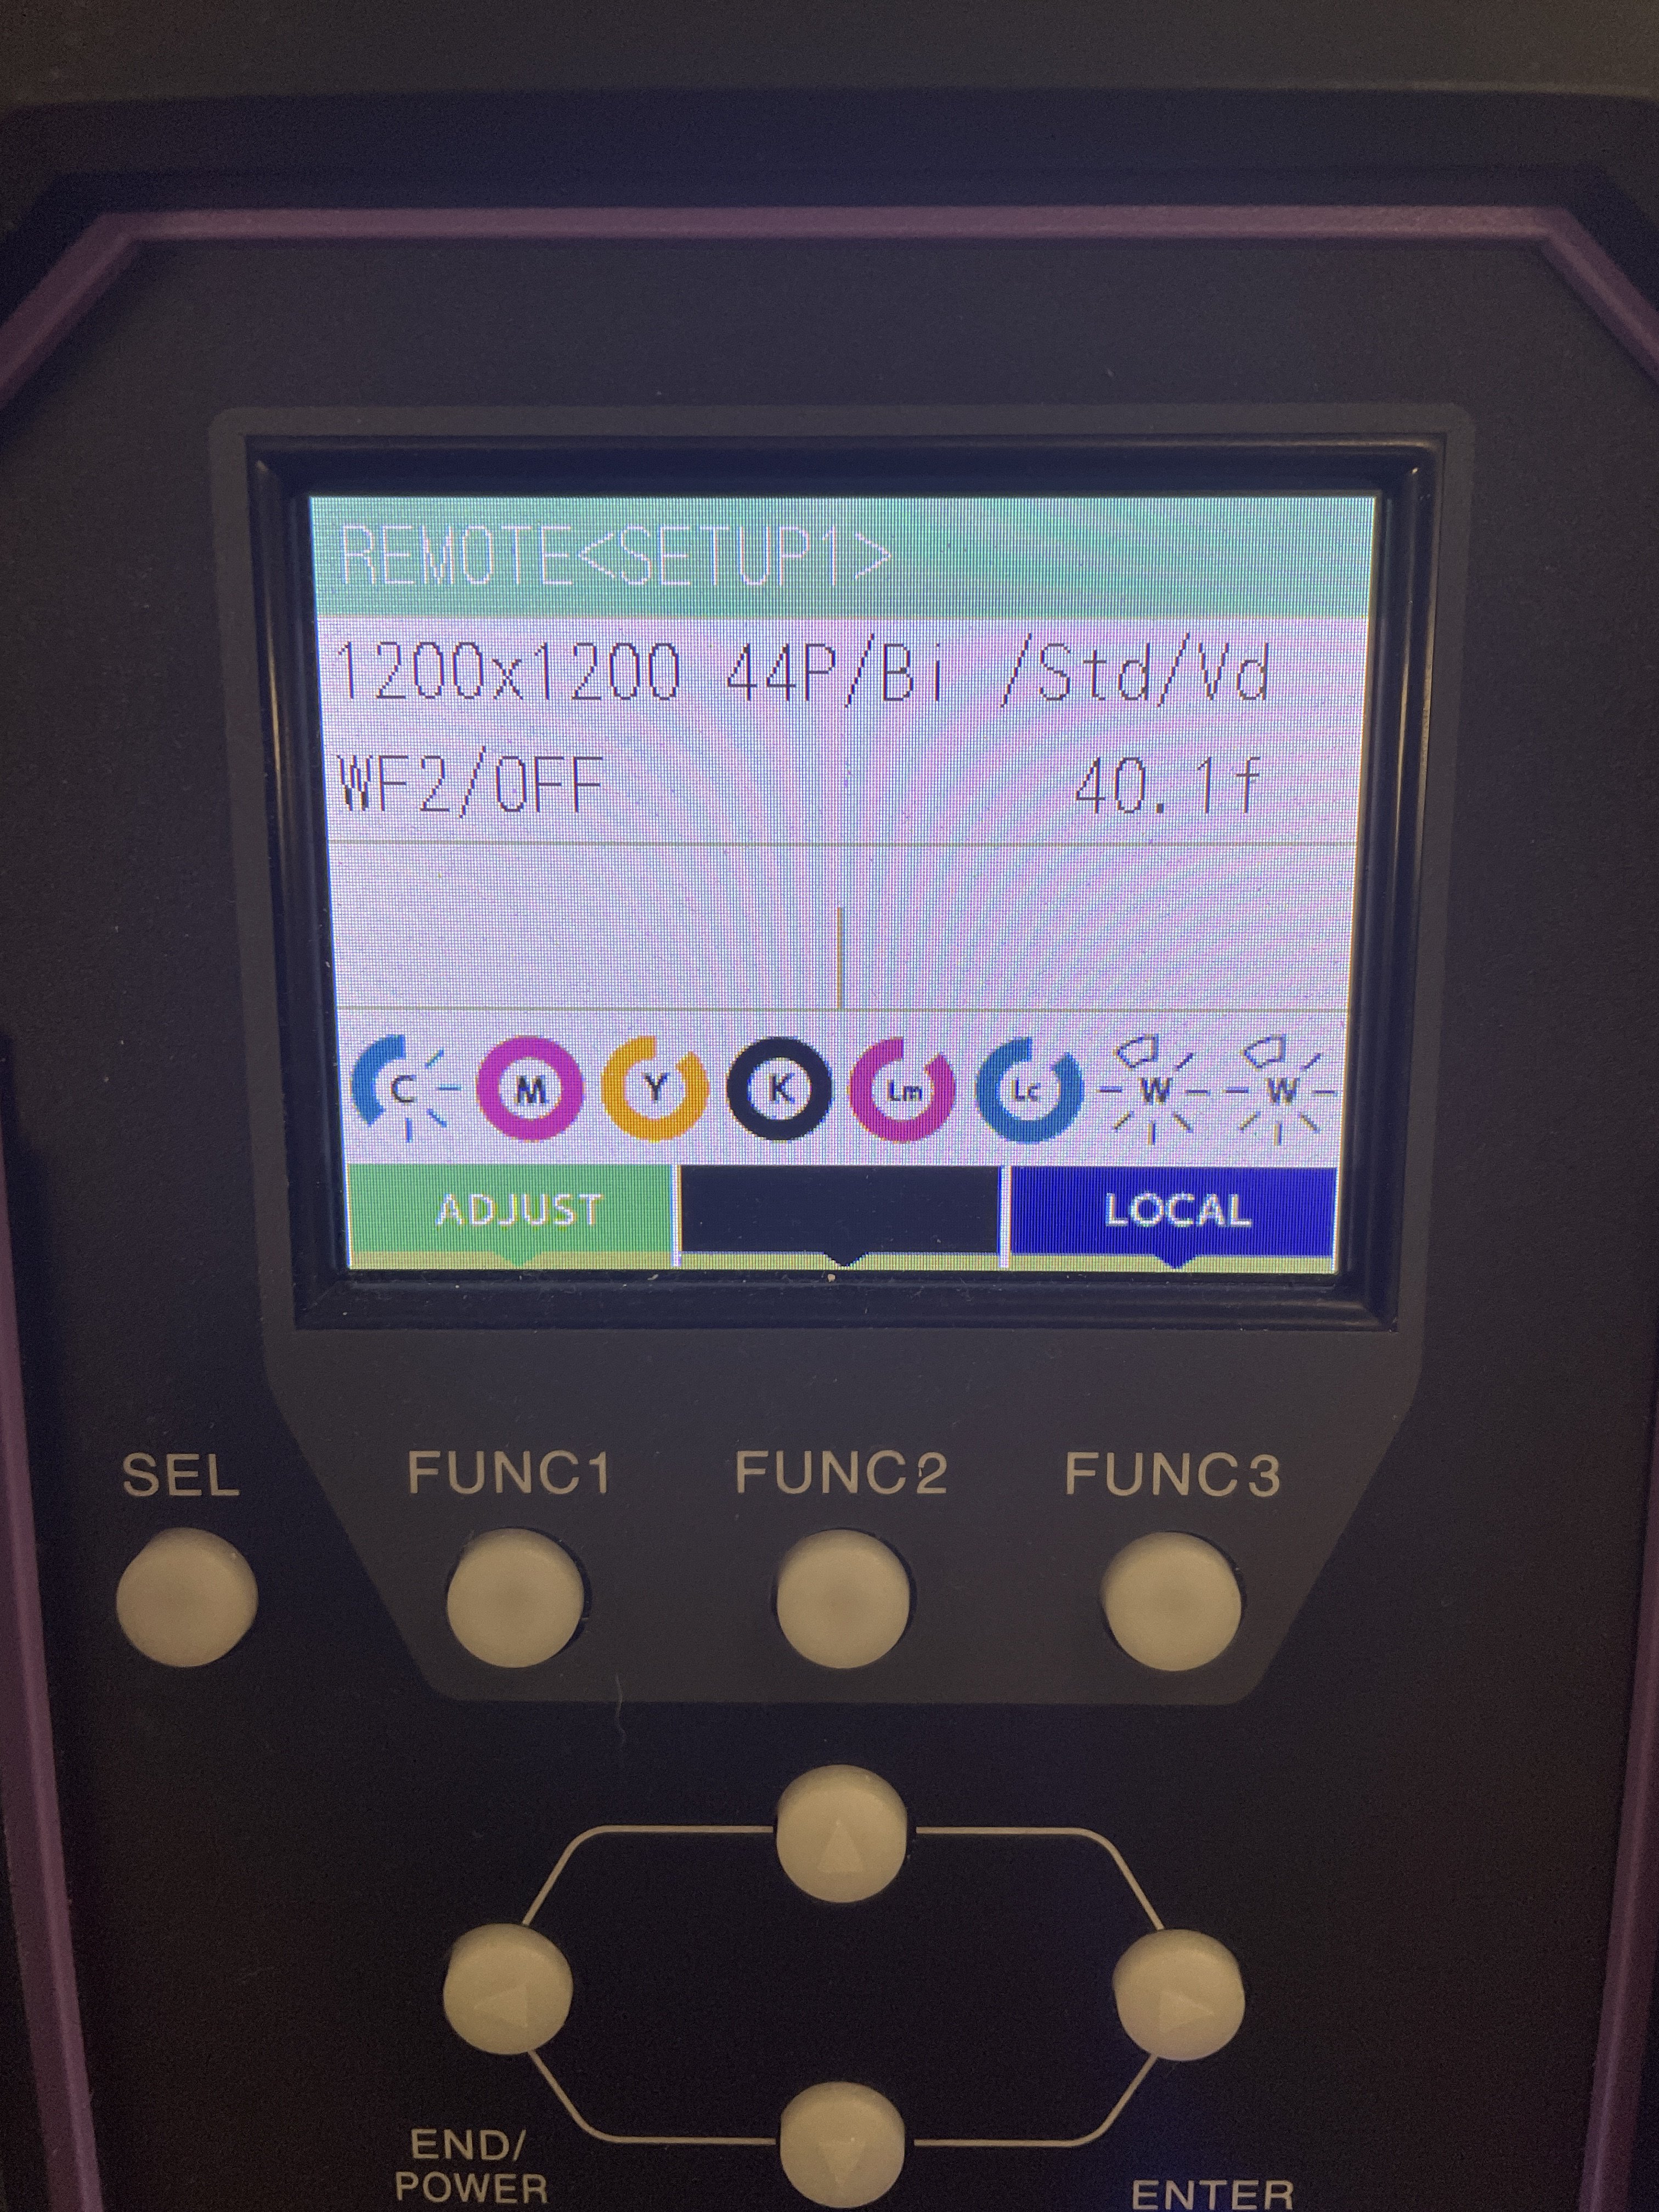 REMOTE<SETUP1>
1200x1200 44P/Bi /Std/Vd
WF2/OFF 40.1f
C M Y K Lm Lc W W
ADJUST LOCAL
SEL FUNC1 FUNC2 FUNC3
END/
POWER
ENTER